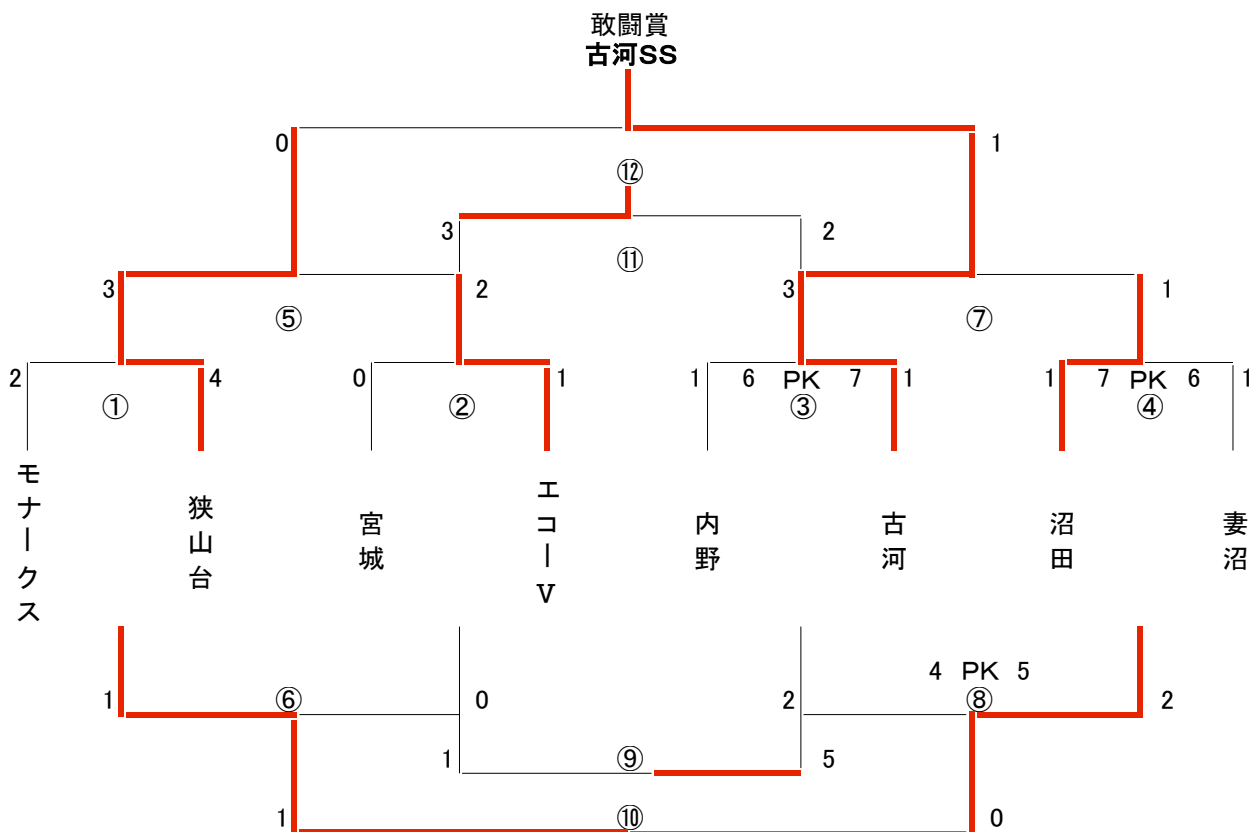 敢闘賞
古河SS
0 1
⑫
3 2
⑪
3 2 3 1
⑤ ⑦
2 4 0 1 1 6 PK 7 1 1 7 PK 6 1
① ② ③ ④
モナークス
狭山台
宮城
エコーV
内野
古河
沼田
妻沼
4 PK 5
1 ⑥ 0 2 ⑧ 2
1 ⑨ 5
1 ⑩ 0